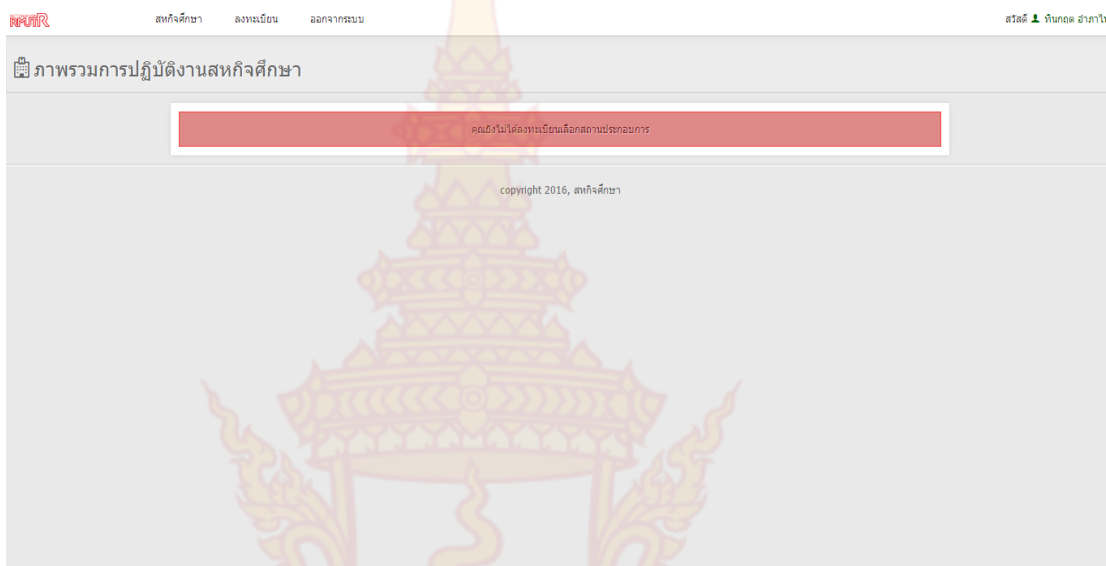 RMUTR สหกิจศึกษา ลงทะเบียน ออกจากระบบ สวัสดี ทินกฤต อำภาไพ
ภาพรวมการปฏิบัติงานสหกิจศึกษา
คุณยังไม่ได้ลงทะเบียนเลือกสถานประกอบการ
copyright 2016, สหกิจศึกษา